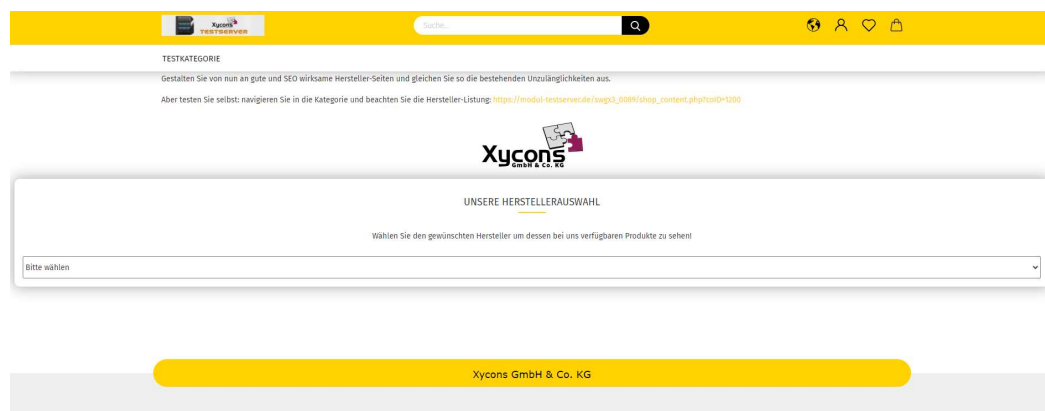 Xycons
TESTSERVER
Suche...
TESTKATEGORIE
Gestalten Sie von nun an gute und SEO wirksame Hersteller-Seiten und gleichen Sie so die bestehenden Unzulänglichkeiten aus.
Aber testen Sie selbst: navigieren Sie in die Kategorie und beachten Sie die Hersteller-Listung: https://modul-testserver.de/swgx3_0089/shop_content.php?coID=1200
Xycons
GmbH & Co. KG
UNSERE HERSTELLERAUSWAHL
Wählen Sie den gewünschten Hersteller um dessen bei uns verfügbaren Produkte zu sehen!
Bitte wählen
Xycons GmbH & Co. KG